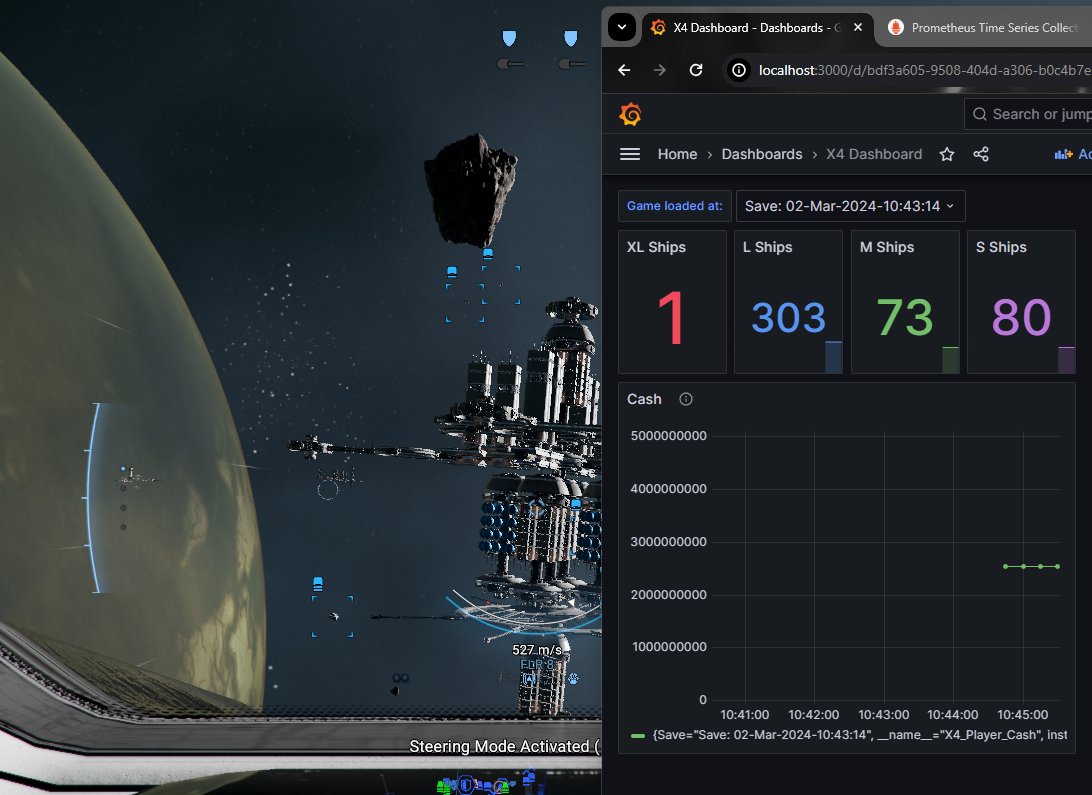 X4 Dashboard - Dashboards - G
Prometheus Time Series Collect
localhost:3000/d/bdf3a605-9508-404d-a306-b0c4b7e
Search or jump
Home › Dashboards › X4 Dashboard
Ad
Game loaded at: Save: 02-Mar-2024-10:43:14
XL Ships
L Ships
M Ships
S Ships
1
303
73
80
Cash
5000000000
4000000000
3000000000
2000000000
1000000000
0
10:41:00 10:42:00 10:43:00 10:44:00 10:45:00
{Save="Save: 02-Mar-2024-10:43:14", __name__="X4_Player_Cash", inst
527 m/s
Steering Mode Activated (